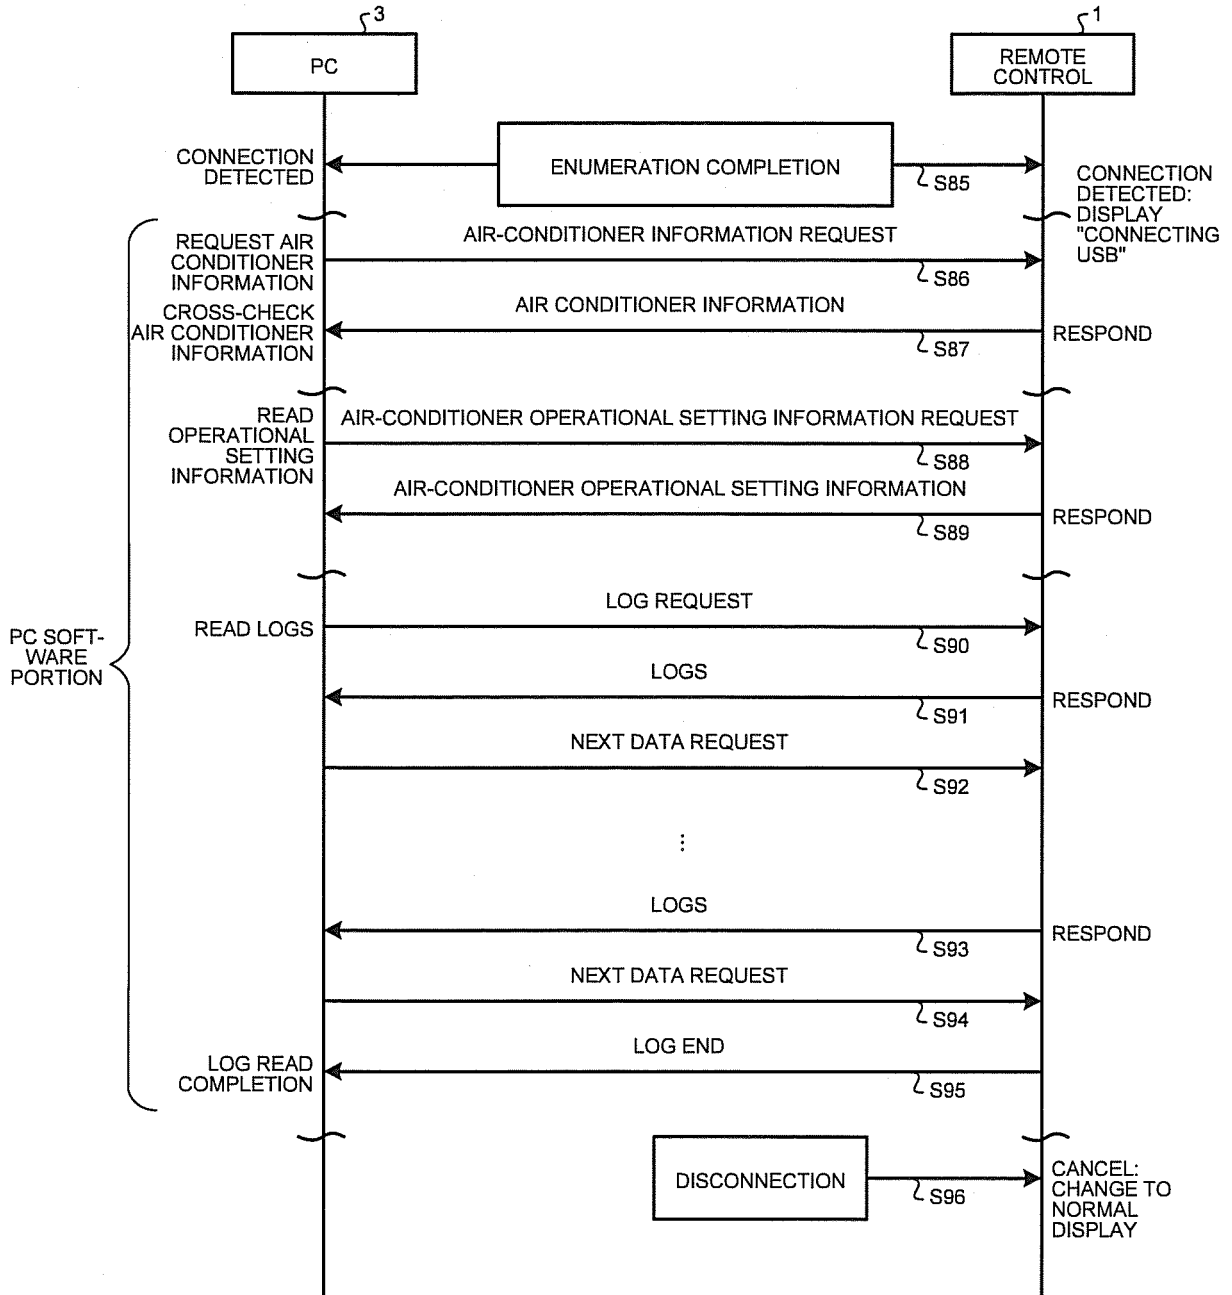 3
1
PC
REMOTE
CONTROL
CONNECTION
DETECTED
ENUMERATION COMPLETION
S85
CONNECTION
DETECTED:
DISPLAY
"CONNECTING
USB"
REQUEST AIR
CONDITIONER
INFORMATION
AIR-CONDITIONER INFORMATION REQUEST
S86
CROSS-CHECK
AIR CONDITIONER
INFORMATION
AIR CONDITIONER INFORMATION
S87
RESPOND
READ
OPERATIONAL
SETTING
INFORMATION
AIR-CONDITIONER OPERATIONAL SETTING INFORMATION REQUEST
S88
AIR-CONDITIONER OPERATIONAL SETTING INFORMATION
S89
RESPOND
PC SOFT-
WARE
PORTION
READ LOGS
LOG REQUEST
S90
LOGS
S91
RESPOND
NEXT DATA REQUEST
S92
⋮
LOGS
S93
RESPOND
NEXT DATA REQUEST
S94
LOG READ
COMPLETION
LOG END
S95
DISCONNECTION
S96
CANCEL:
CHANGE TO
NORMAL
DISPLAY